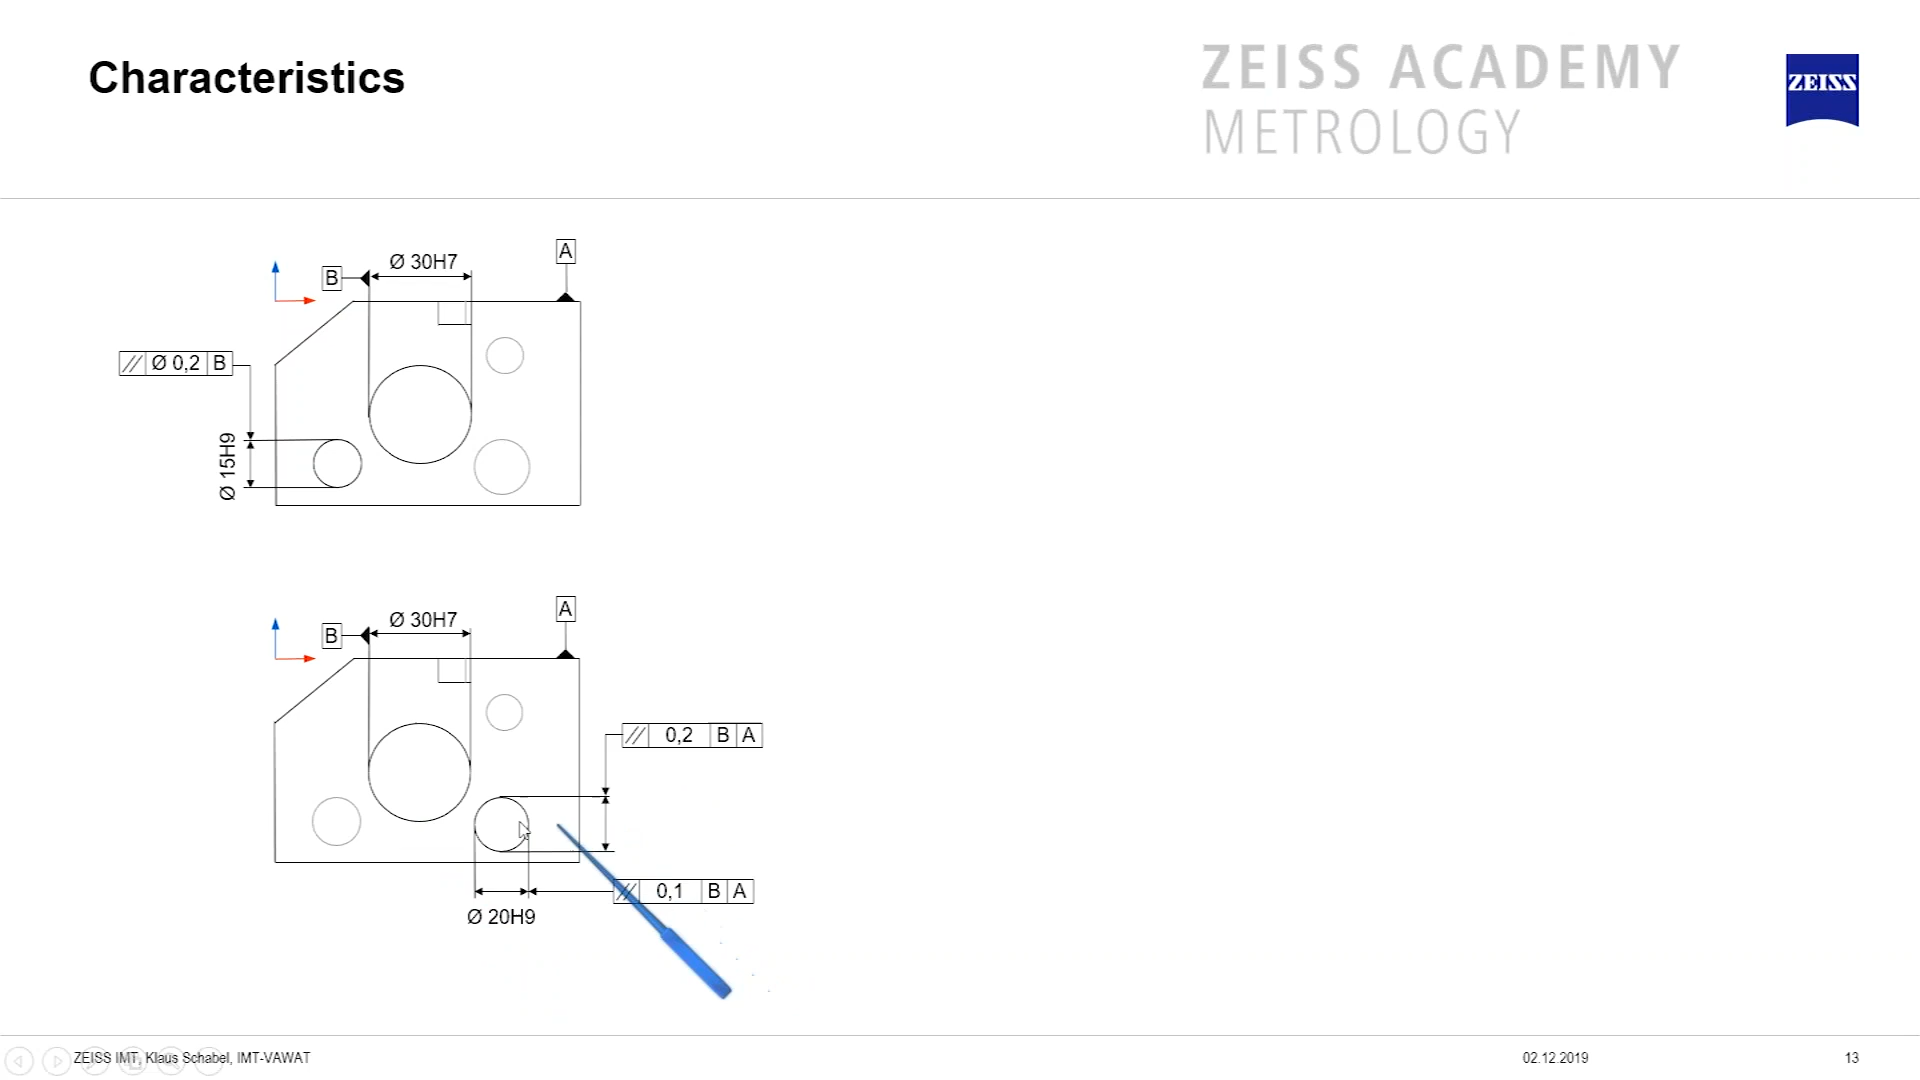 Characteristics
ZEISS ACADEMY
METROLOGY
ZEISS
A
B
Ø 30H7
// Ø 0,2 B
Ø 15H9
A
B
Ø 30H7
// 0,2 B A
// 0,1 B A
Ø 20H9
ZEISS IMT, Klaus Schabel, IMT-VAWAT
02.12.2019
13